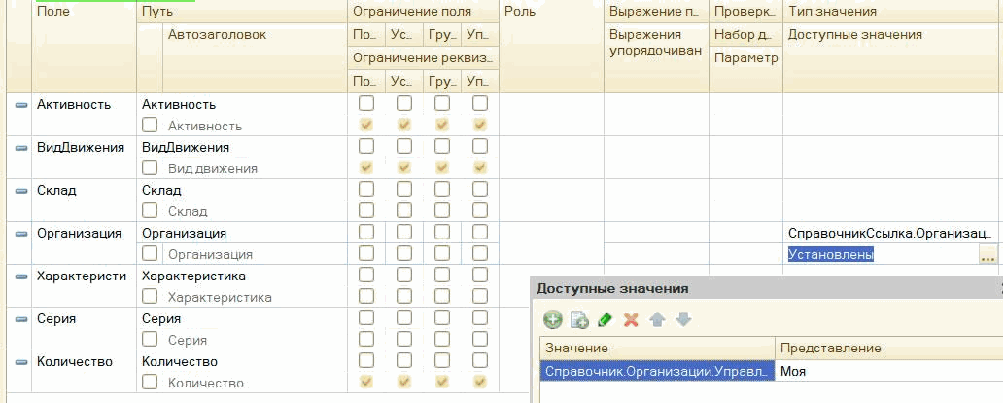 Поле Путь Ограничение поля Роль Выражение п... Проверк... Тип значения
Автозаголовок По... Ус... Гру... Уп... Выражения упорядочиван Набор д... Доступные значения
Ограничение реквиз... Параметр
По... Ус... Гру... Уп...
Активность Активность
Активность
ВидДвижения ВидДвижения
Вид движения
Склад Склад
Склад
Организация Организация СправочникСсылка.Организац...
Организация Установлены ...
Характеристи Характеристика
Характеристика
Серия Серия
Серия
Количество Количество
Количество
Доступные значения
Значение Представление
Справочник.Организации.Управл... Моя